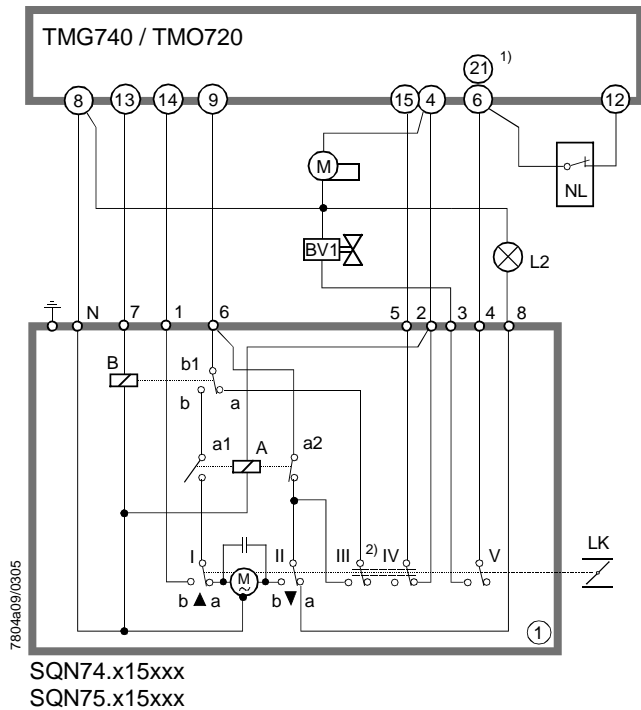 TMG740 / TMO720
21 1)
8 13 14 9 15 4 6 12
M
NL
BV1
L2
N 7 1 6 5 2 3 4 8
B b1
b a
a1 A a2
I II III 2) IV V LK
M
~
b ▲ a b ▼ a
1
7804a09/0305
SQN74.x15xxx
SQN75.x15xxx